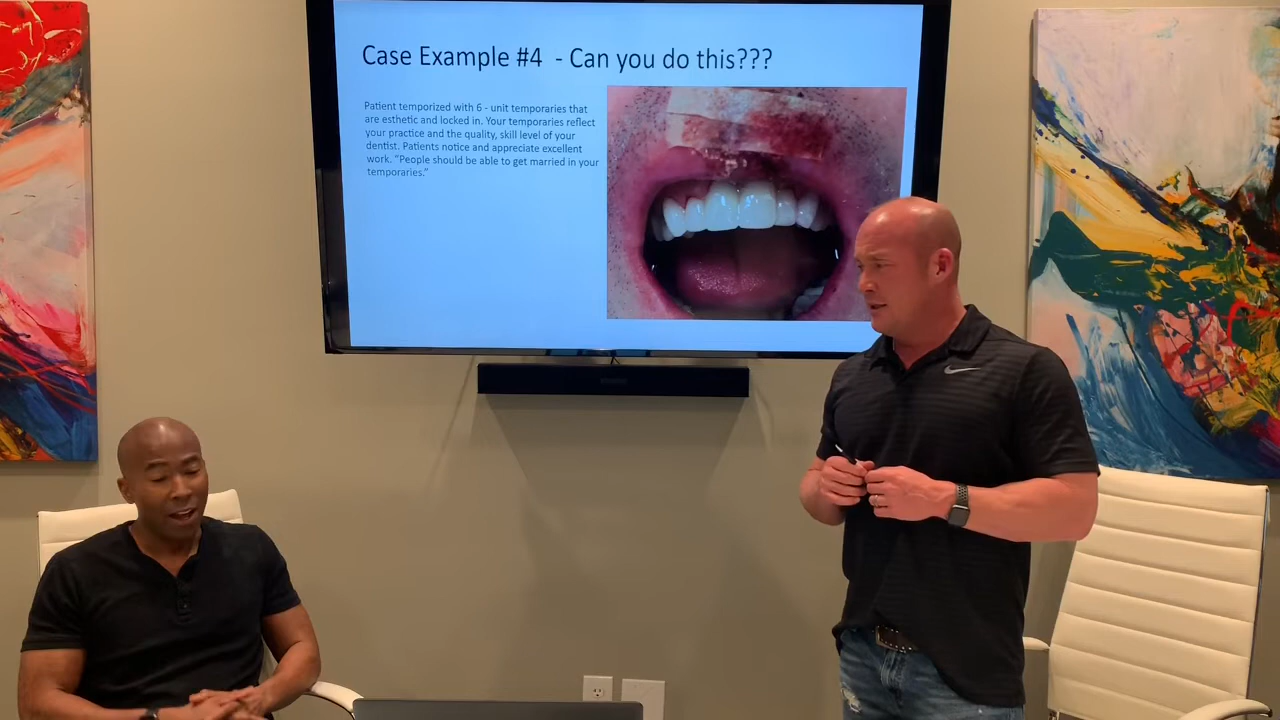 Case Example #4 - Can you do this???
Patient temporized with 6 - unit temporaries that
are esthetic and locked in. Your temporaries reflect
your practice and the quality, skill level of your
dentist. Patients notice and appreciate excellent
work. "People should be able to get married in your
temporaries."